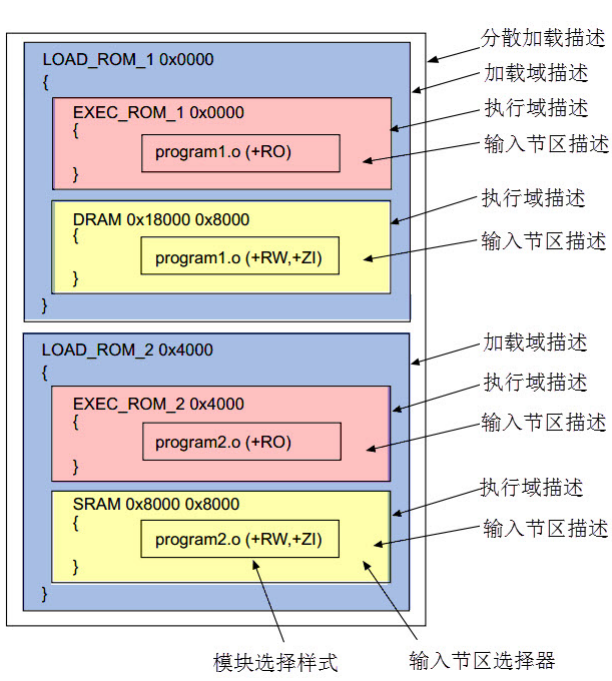 分散加载描述
LOAD_ROM_1 0x0000
加载域描述
{
EXEC_ROM_1 0x0000
执行域描述
{
program1.o (+RO)
输入节区描述
}
执行域描述
DRAM 0x18000 0x8000
{
输入节区描述
program1.o (+RW,+ZI)
}
}
LOAD_ROM_2 0x4000
加载域描述
{
执行域描述
EXEC_ROM_2 0x4000
{
输入节区描述
program2.o (+RO)
}
执行域描述
SRAM 0x8000 0x8000
{
输入节区描述
program2.o (+RW,+ZI)
}
}
模块选择样式
输入节区选择器